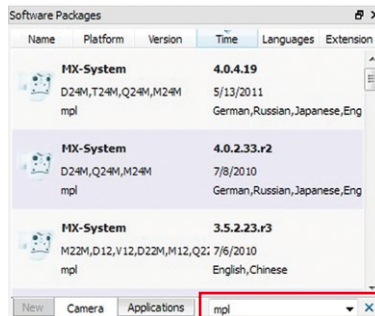 Software Packages
Name Platform Version Time Languages Extension
MX-System 4.0.4.19
D24M,T24M,Q24M,M24M 5/13/2011
mpl German,Russian,Japanese,Eng
MX-System 4.0.2.33.r2
D24M,Q24M,M24M 7/8/2010
mpl German,Russian,Japanese,Eng
MX-System 3.5.2.23.r3
M22M,D12,V12,D22M,M12,Q22 7/6/2010
mpl English,Chinese
New Camera Applications mpl